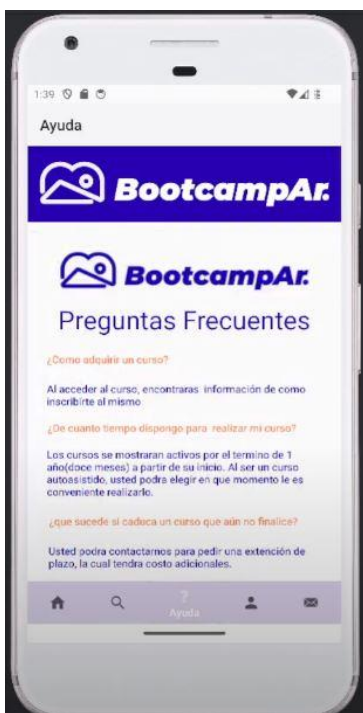 1:39
Ayuda
BootcampAr.
BootcampAr.
Preguntas Frecuentes
¿Como adquirir un curso?
Al acceder al curso, encontraras información de como
inscribirte al mismo
¿De cuanto tiempo dispongo para realizar mi curso?
Los cursos se mostraran activos por el termino de 1
año(doce meses) a partir de su inicio. Al ser un curso
autoasistido, usted podra elegir en que momento le es
conveniente realizarlo.
¿que sucede si caduca un curso que aún no finalice?
Usted podra contactarnos para pedir una extención de
plazo, la cual tendra costo adicionales.
?
Ayuda